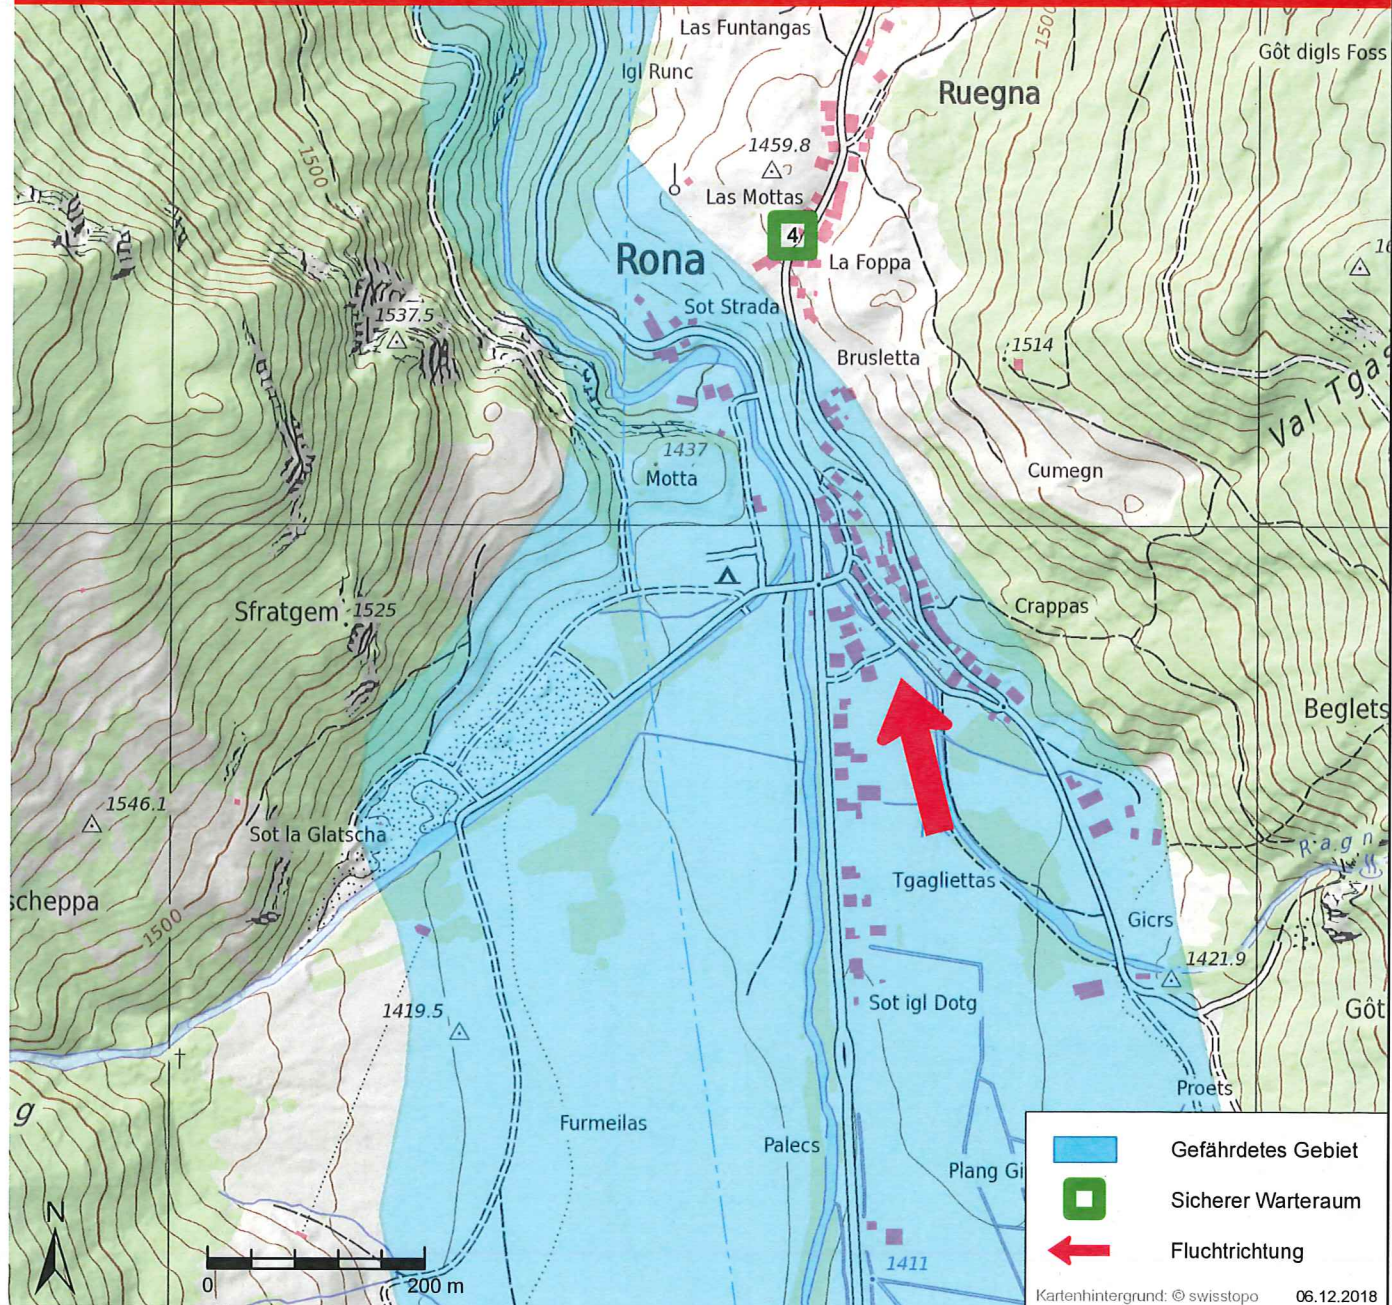 Las Funtangas
1500
Gôt digls Foss
Igl Runc
Ruegna
1500
1459.8
Las Mottas
4
Rona
La Foppa
Sot Strada
1537.5
1514
Brusletta
Val Tgas
1437
Motta
Cumegn
Sfratgem
1525
Crappas
Beglets
1546.1
Sot la Glatscha
Ragn
scheppa
Tgagliettas
1500
Gicrs
1421.9
1419.5
Sot igl Dotg
Gôt
Proets
g
Furmeilas
Palecs
Plang Gi
Gefährdetes Gebiet
Sicherer Warteraum
N
Fluchtrichtung
1411
0 200 m
Kartenhintergrund: © swisstopo 06.12.2018